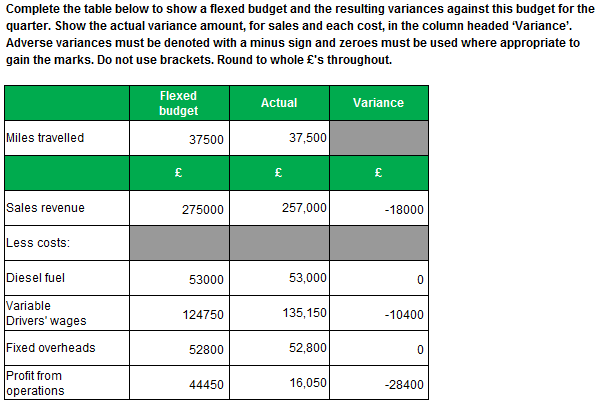 Complete the table below to show a flexed budget and the resulting variances against this budget for the
quarter. Show the actual variance amount, for sales and each cost, in the column headed ‘Variance’.
Adverse variances must be denoted with a minus sign and zeroes must be used where appropriate to
gain the marks. Do not use brackets. Round to whole £'s throughout.
Flexed
budget Actual Variance
Miles travelled 37500 37,500
£ £ £
Sales revenue 275000 257,000 -18000
Less costs:
Diesel fuel 53000 53,000 0
Variable
Drivers' wages 124750 135,150 -10400
Fixed overheads 52800 52,800 0
Profit from
operations 44450 16,050 -28400